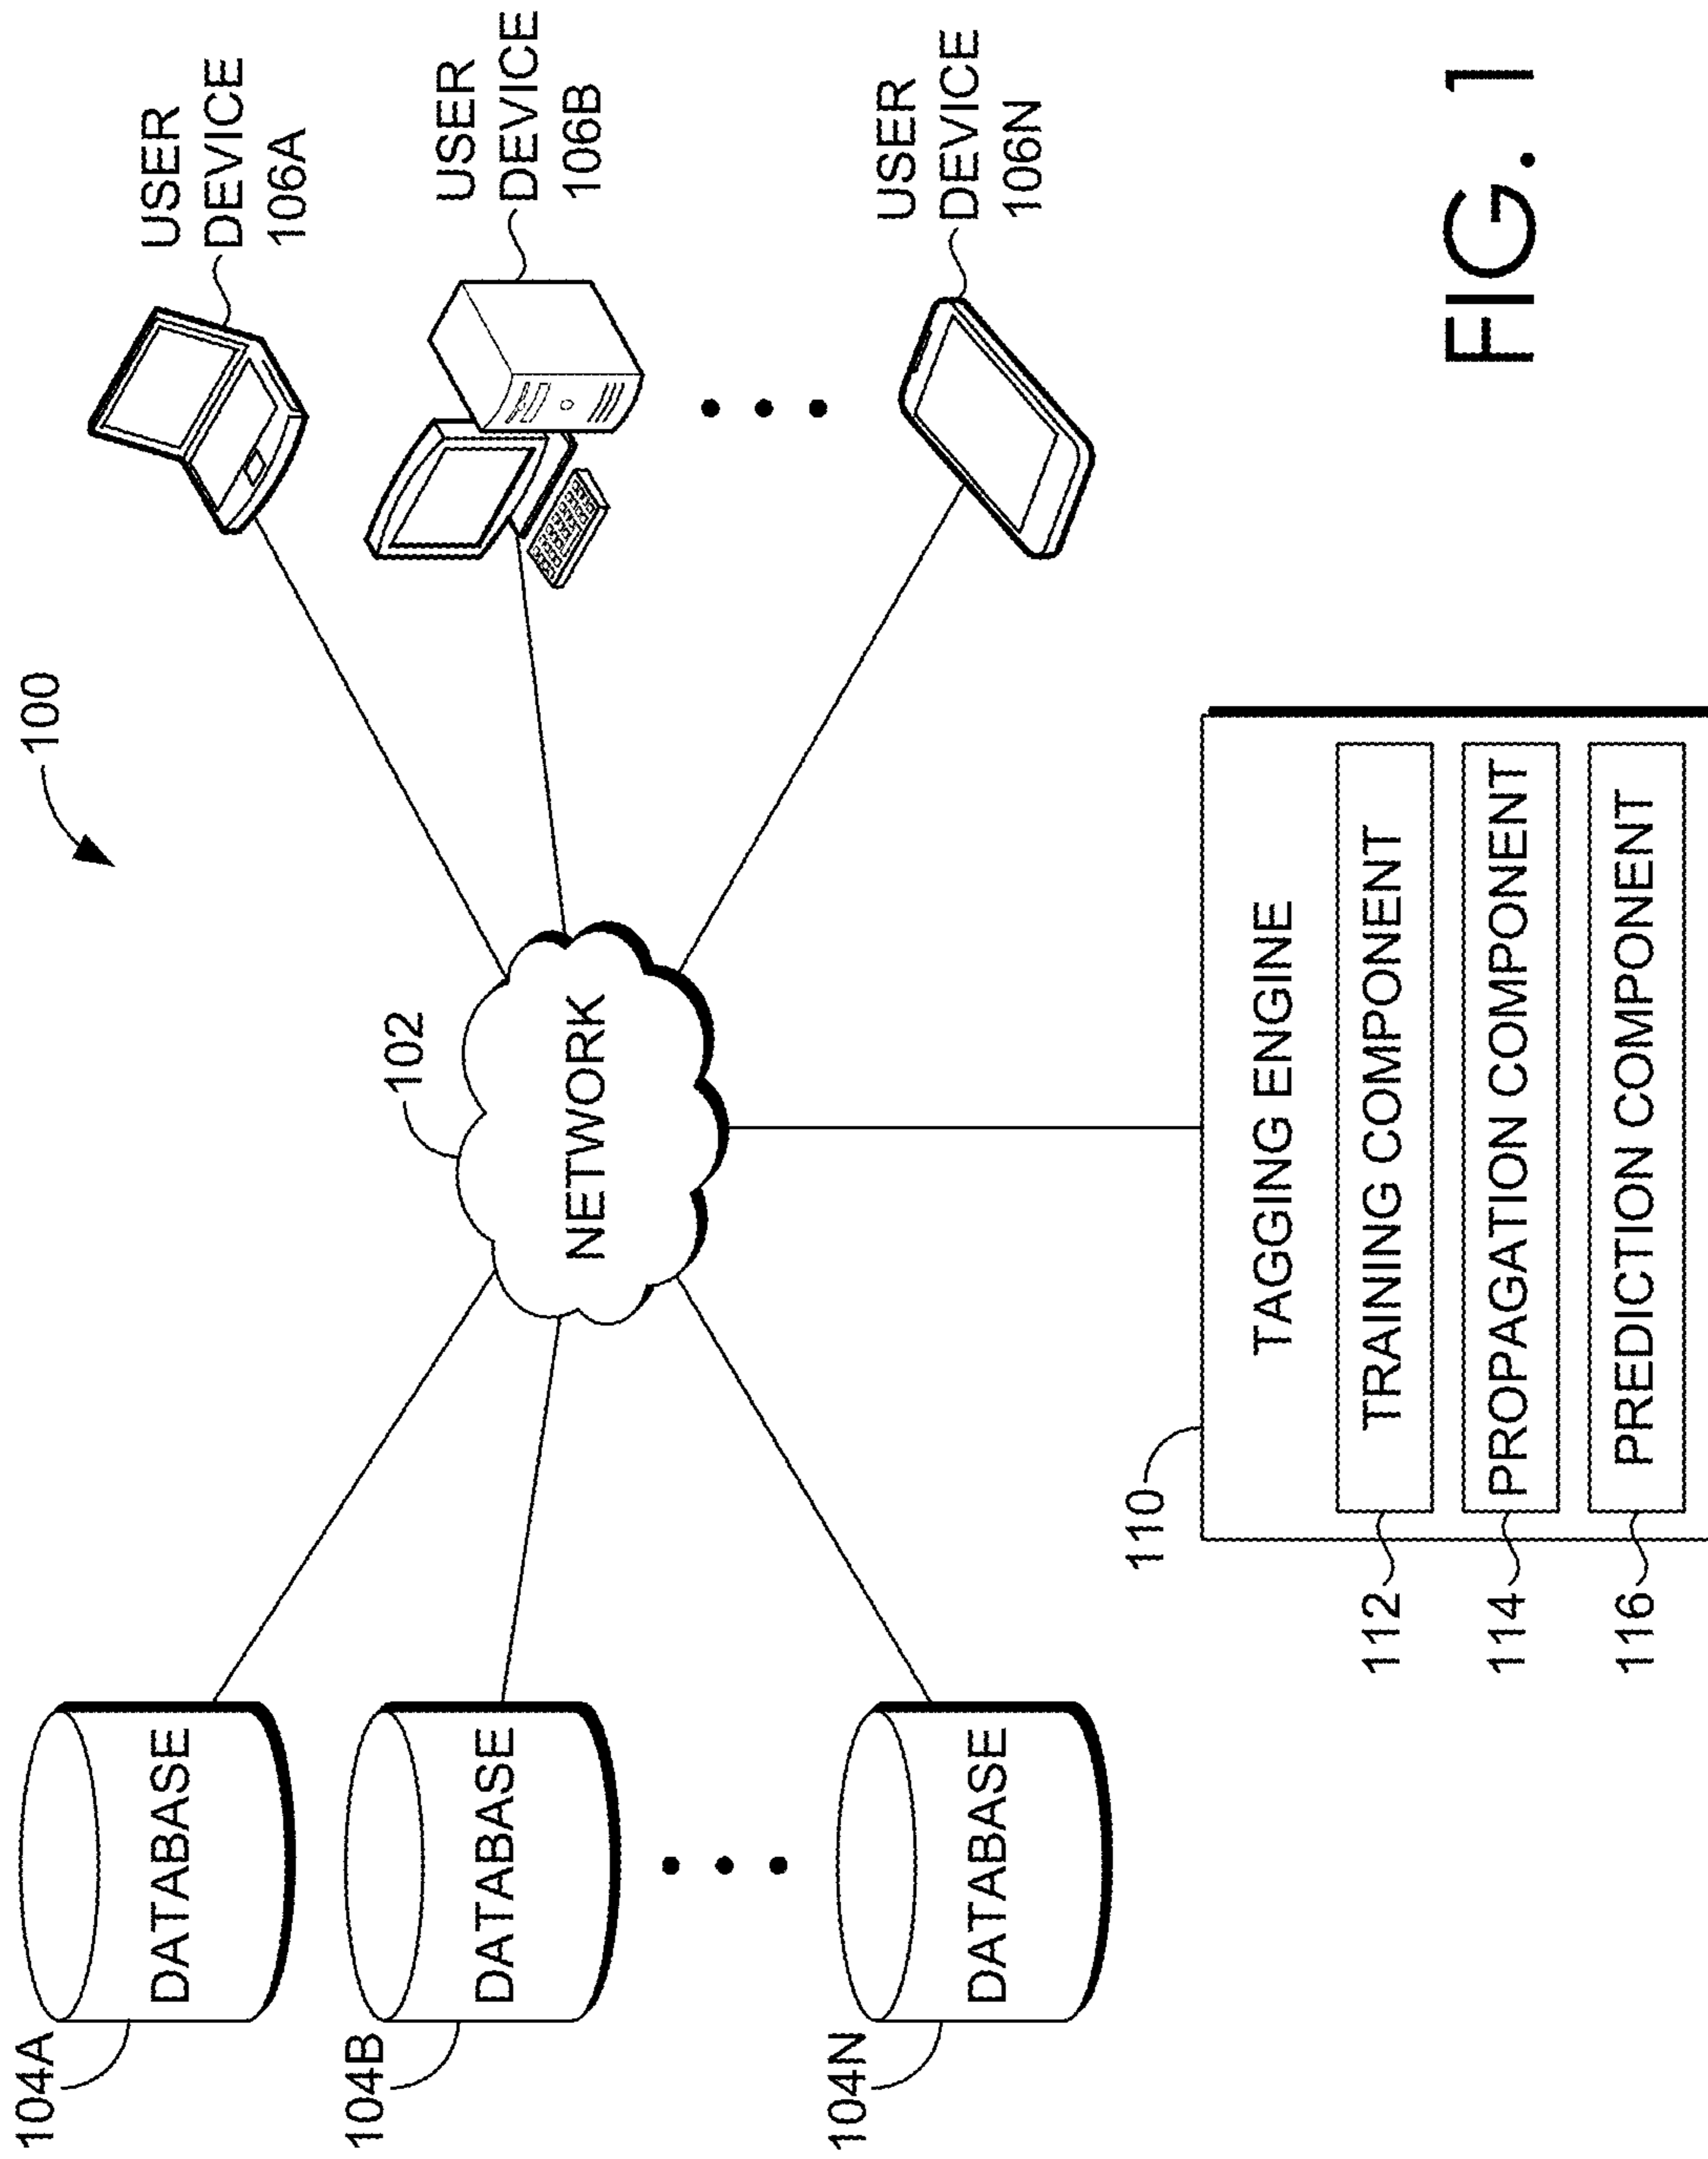 100
104A
DATABASE
104B
DATABASE
104N
DATABASE
102
NETWORK
USER
DEVICE
106A
USER
DEVICE
106B
USER
DEVICE
106N
110
TAGGING ENGINE
112
TRAINING COMPONENT
114
PROPAGATION COMPONENT
116
PREDICTION COMPONENT
FIG. 1